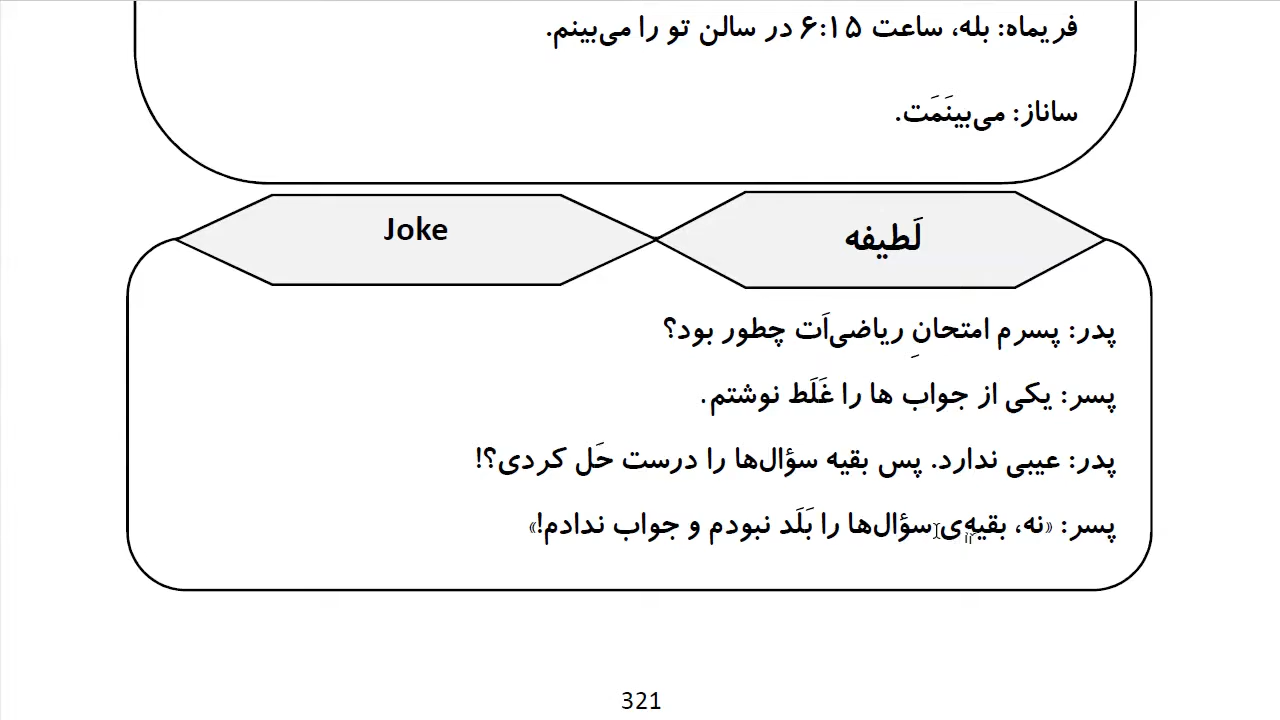 فریماه: بله، ساعت ۶:۱۵ در سالن تو را می‌بینم.
ساناز: می‌بینَمَت.
لَطیفه
Joke
پدر: پسرم امتحانِ ریاضی‌اَت چطور بود؟
پسر: یکی از جواب ها را غَلَط نوشتم.
پدر: عیبی ندارد. پس بقیه سؤال‌ها را درست حَل کردی؟!
پسر: «نه، بقیه‌ی سؤال‌ها را بَلَد نبودم و جواب ندادم!»
321